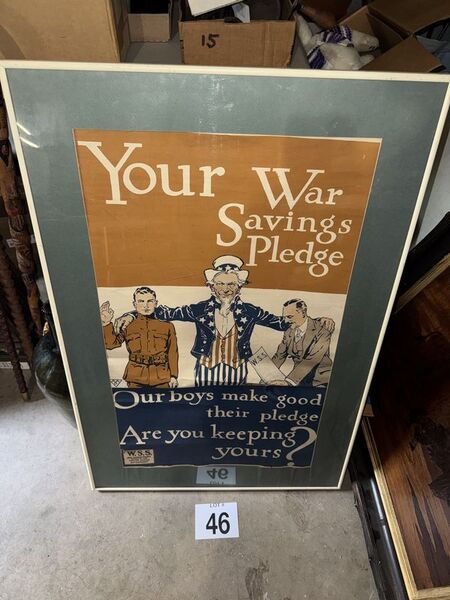 15
Your War
Savings
Pledge
W.S.S.
Our boys make good
their pledge
Are you keeping
yours?
W.S.S.
LOT #
46